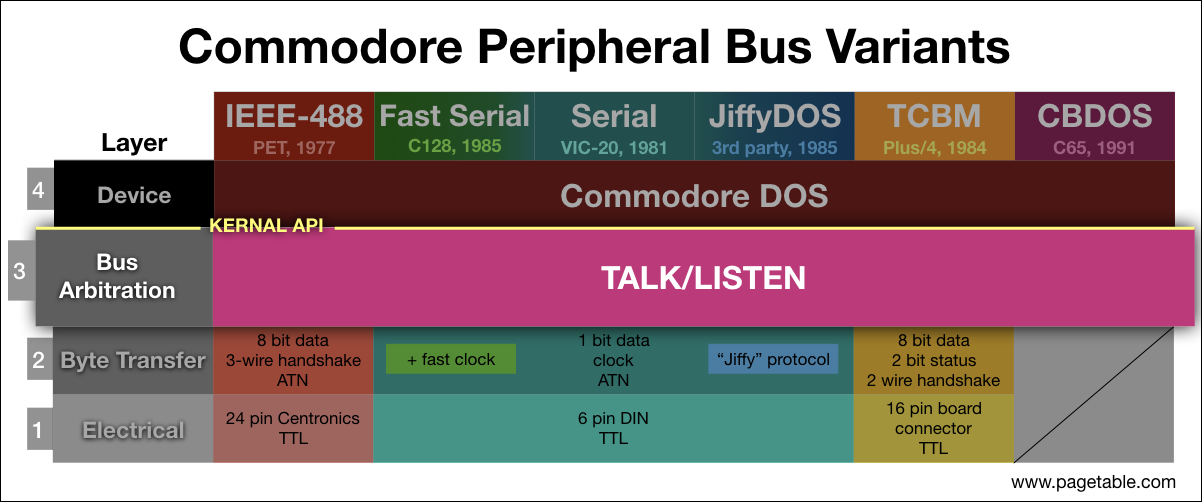 Commodore Peripheral Bus Variants
Layer
IEEE-488
PET, 1977
Fast Serial
C128, 1985
Serial
VIC-20, 1981
JiffyDOS
3rd party, 1985
TCBM
Plus/4, 1984
CBDOS
C65, 1991
4
Device
Commodore DOS
KERNAL API
3
Bus
Arbitration
TALK/LISTEN
2
Byte Transfer
8 bit data
3-wire handshake
ATN
+ fast clock
1 bit data
clock
ATN
“Jiffy” protocol
8 bit data
2 bit status
2 wire handshake
1
Electrical
24 pin Centronics
TTL
6 pin DIN
TTL
16 pin board
connector
TTL
www.pagetable.com